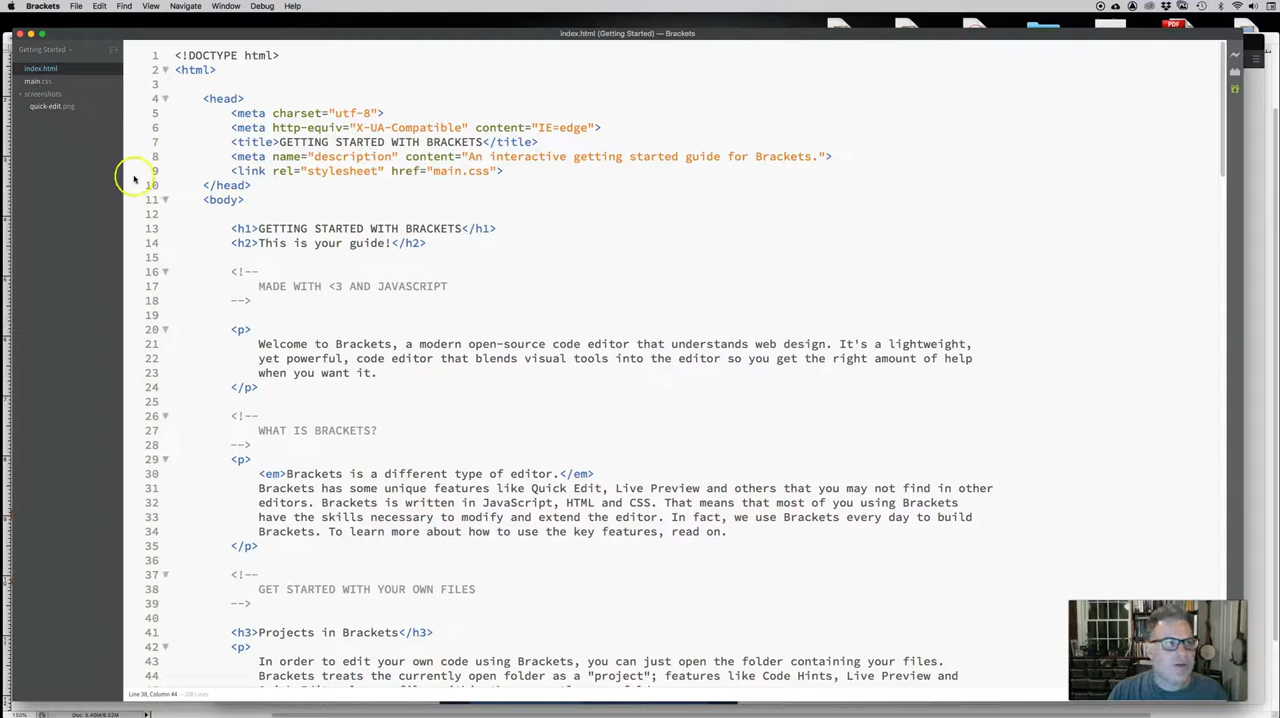 Brackets File Edit Find View Navigate Window Debug Help
PDF
index.html (Getting Started) — Brackets
Getting Started
index.html
main.css
screenshots
quick-edit.png
1 <!DOCTYPE html>
2 <html>
3
4 <head>
5 <meta charset="utf-8">
6 <meta http-equiv="X-UA-Compatible" content="IE=edge">
7 <title>GETTING STARTED WITH BRACKETS</title>
8 <meta name="description" content="An interactive getting started guide for Brackets.">
9 <link rel="stylesheet" href="main.css">
10 </head>
11 <body>
12
13 <h1>GETTING STARTED WITH BRACKETS</h1>
14 <h2>This is your guide!</h2>
15
16 <!--
17 MADE WITH <3 AND JAVASCRIPT
18 -->
19
20 <p>
21 Welcome to Brackets, a modern open-source code editor that understands web design. It's a lightweight,
22 yet powerful, code editor that blends visual tools into the editor so you get the right amount of help
23 when you want it.
24 </p>
25
26 <!--
27 WHAT IS BRACKETS?
28 -->
29 <p>
30 <em>Brackets is a different type of editor.</em>
31 Brackets has some unique features like Quick Edit, Live Preview and others that you may not find in other
32 editors. Brackets is written in JavaScript, HTML and CSS. That means that most of you using Brackets
33 have the skills necessary to modify and extend the editor. In fact, we use Brackets every day to build
34 Brackets. To learn more about how to use the key features, read on.
35 </p>
36
37 <!--
38 GET STARTED WITH YOUR OWN FILES
39 -->
40
41 <h3>Projects in Brackets</h3>
42 <p>
43 In order to edit your own code using Brackets, you can just open the folder containing your files.
44 Brackets treats the currently open folder as a "project"; features like Code Hints, Live Preview and
Line 38, Column 44
150% Doc: 5.40M/8.92M